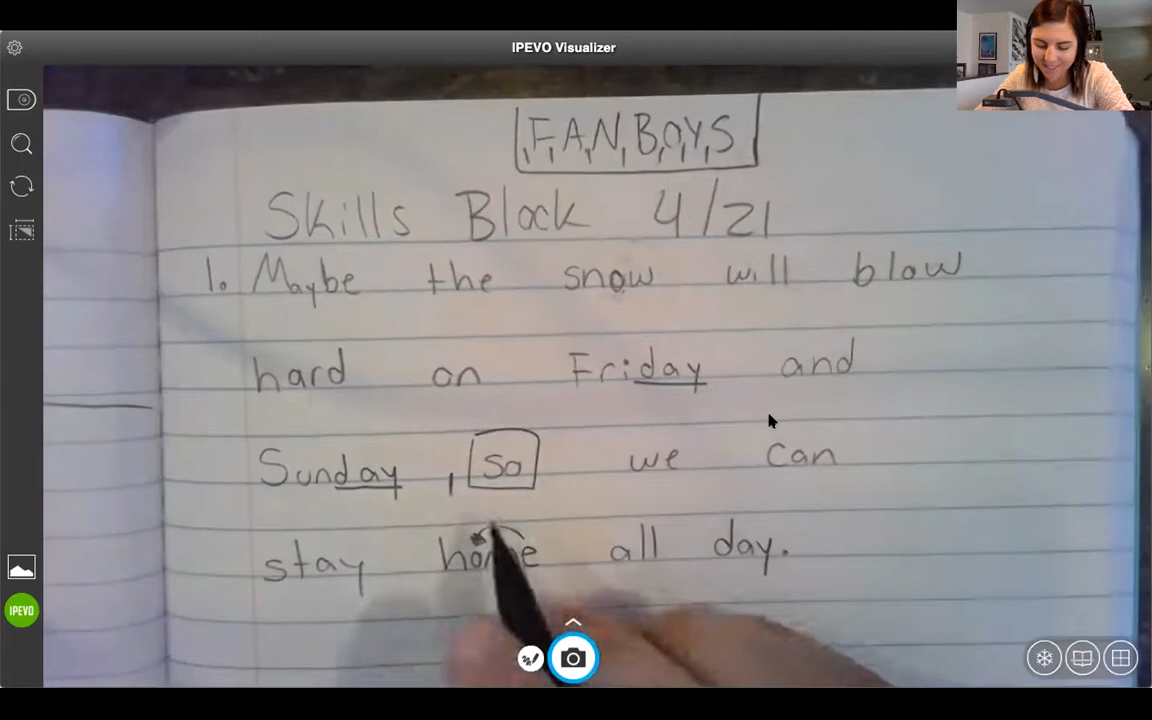 IPEVO Visualizer
F, A, N, B, O, Y, S
Skills Block 4/21
1. Maybe the snow will blow
hard on Friday and
Sunday, so we can
stay home all day.
IPEVO